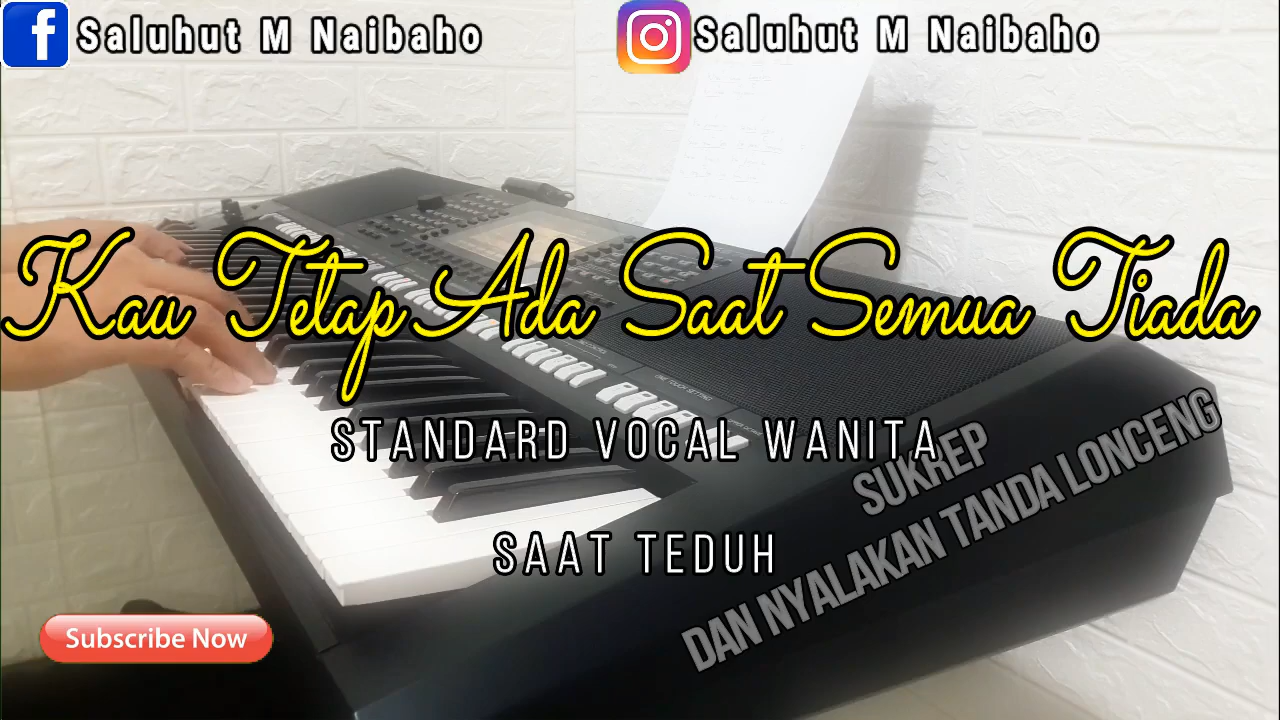 Saluhut M Naibaho
Saluhut M Naibaho
Kau Tetap Ada Saat Semua Tiada
STANDARD VOCAL WANITA
SUKREP
DAN NYALAKAN TANDA LONCENG
SAAT TEDUH
Subscribe Now